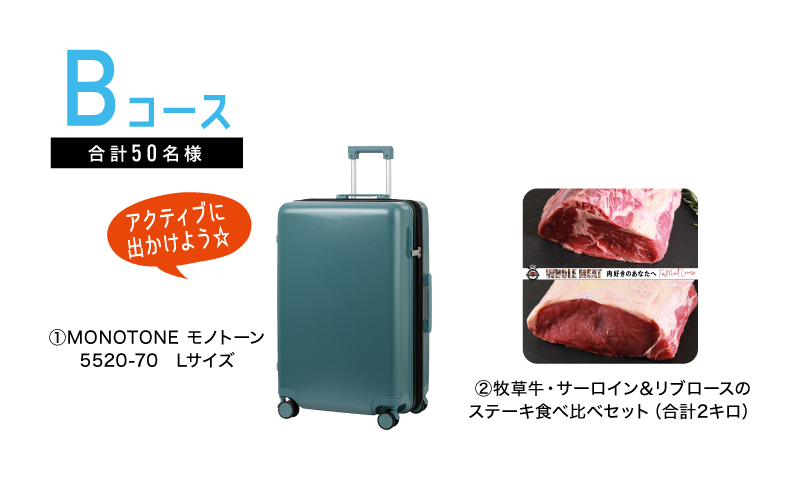 Bコース
合計50名様
アクティブに
出かけよう☆
①MONOTONE モノトーン
5520-70　Lサイズ
WHOLE MEAT 肉好きのあなたへ
②牧草牛・サーロイン＆リブロースの
ステーキ食べ比べセット（合計2キロ）